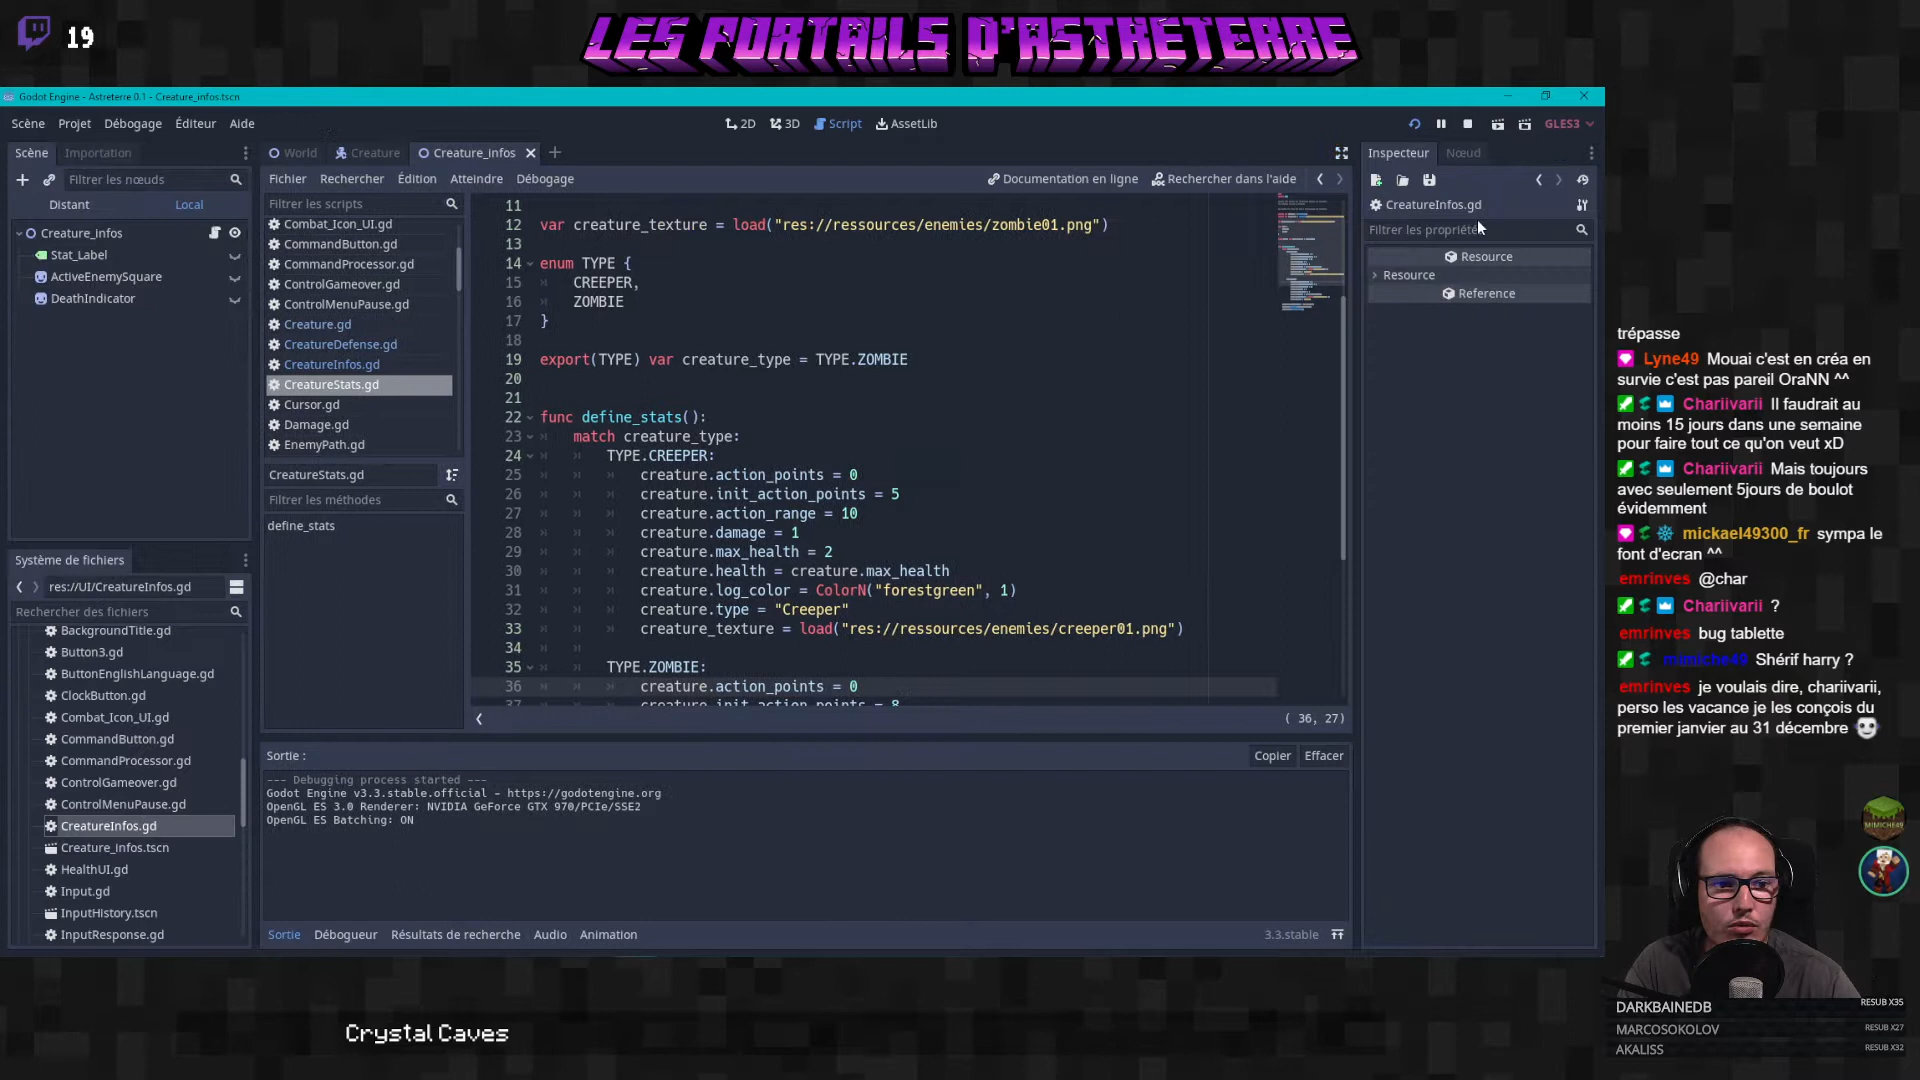 19
LES PORTAILS D'ASTRÉTERRE
Godot Engine - Astreterre 0.1 - Creature_infos.tscn
Scène Projet Débogage Éditeur Aide
2D 3D Script AssetLib
GLES3
Scène Importation
Filtrer les nœuds
Distant Local
Creature_infos
Stat_Label
ActiveEnemySquare
DeathIndicator
Système de fichiers
res://UI/CreatureInfos.gd
Recherche des fichiers
BackgroundTitle.gd
Button3.gd
ButtonEnglishLanguage.gd
ClockButton.gd
Combat_Icon_UI.gd
CommandButton.gd
CommandProcessor.gd
ControlGameover.gd
ControlMenuPause.gd
CreatureInfos.gd
Creature_Infos.tscn
HealthUI.gd
Input.gd
InputHistory.tscn
InputResponse.gd
World Creature Creature_infos
Fichier Rechercher Édition Atteindre Débogage
Documentation en ligne Rechercher dans l'aide
Filtrer les scripts
Combat_Icon_UI.gd
CommandButton.gd
CommandProcessor.gd
ControlGameover.gd
ControlMenuPause.gd
Creature.gd
CreatureDefense.gd
CreatureInfos.gd
CreatureStats.gd
Cursor.gd
Damage.gd
EnemyPath.gd
CreatureStats.gd
Filtrer les méthodes
define_stats
11
12 var creature_texture = load("res://ressources/enemies/zombie01.png")
13
14 enum TYPE {
15 CREEPER,
16 ZOMBIE
17 }
18
19 export(TYPE) var creature_type = TYPE.ZOMBIE
20
21
22 func define_stats():
23 match creature_type:
24 TYPE.CREEPER:
25 creature.action_points = 0
26 creature.init_action_points = 5
27 creature.action_range = 10
28 creature.damage = 1
29 creature.max_health = 2
30 creature.health = creature.max_health
31 creature.log_color = ColorN("forestgreen", 1)
32 creature.type = "Creeper"
33 creature_texture = load("res://ressources/enemies/creeper01.png")
34
35 TYPE.ZOMBIE:
36 creature.action_points = 0
37 creature.init_action_points = 8
( 36, 27)
Sortie :
Copier Effacer
--- Debugging process started ---
Godot Engine v3.3.stable.official - https://godotengine.org
OpenGL ES 3.0 Renderer: NVIDIA GeForce GTX 970/PCIe/SSE2
OpenGL ES Batching: ON
Sortie Débogueur Résultats de recherche Audio Animation
3.3.stable
Inspecteur Nœud
CreatureInfos.gd
Filtrer les propriétés
Resource
Resource
Reference
trépasse
Lyne49 Mouai c'est en créa en
survie c'est pas pareil OraNN ^^
Chariivarii Il faudrait au
moins 15 jours dans une semaine
pour faire tout ce qu'on veut xD
Chariivarii Mais toujours
avec seulement 5jours de boulot
évidemment
mickael49300_fr sympa le
font d'ecran ^^
emrinves @char
Chariivarii ?
emrinves bug tablette
mimiche49 Shérif harry ?
emrinves je voulais dire, chariivarii,
perso les vacance je les conçois du
premier janvier au 31 décembre
MIMICHE49
DARKBAINEDB RESUB X35
MARCOSOKOLOV RESUB X27
AKALISS RESUB X32
Crystal Caves